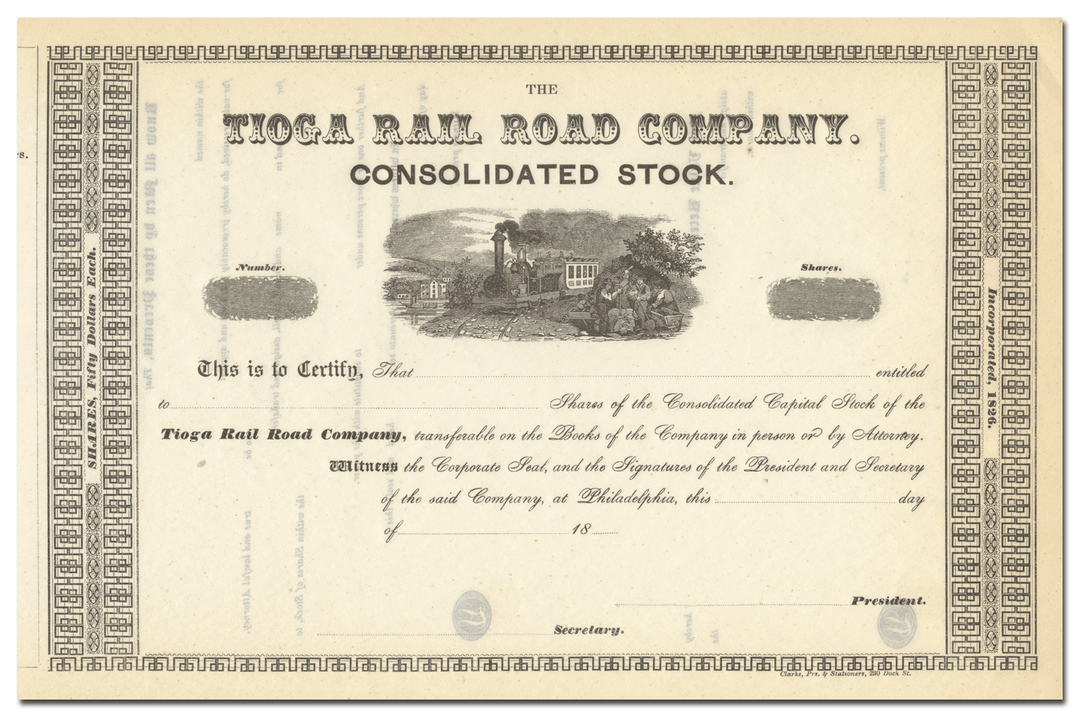 THE
TIOGA RAIL ROAD COMPANY.
CONSOLIDATED STOCK.
Number.
Shares.
SHARES, Fifty Dollars Each.
Incorporated, 1826.
This is to Certify, That entitled
to Shares of the Consolidated Capital Stock of the
Tioga Rail Road Company, transferable on the Books of the Company in person or by Attorney.
Witness the Corporate Seal, and the Signatures of the President and Secretary
of the said Company, at Philadelphia, this day
of 18
President.
Secretary.
Clarks, Prs. & Stationers, 230 Dock St.